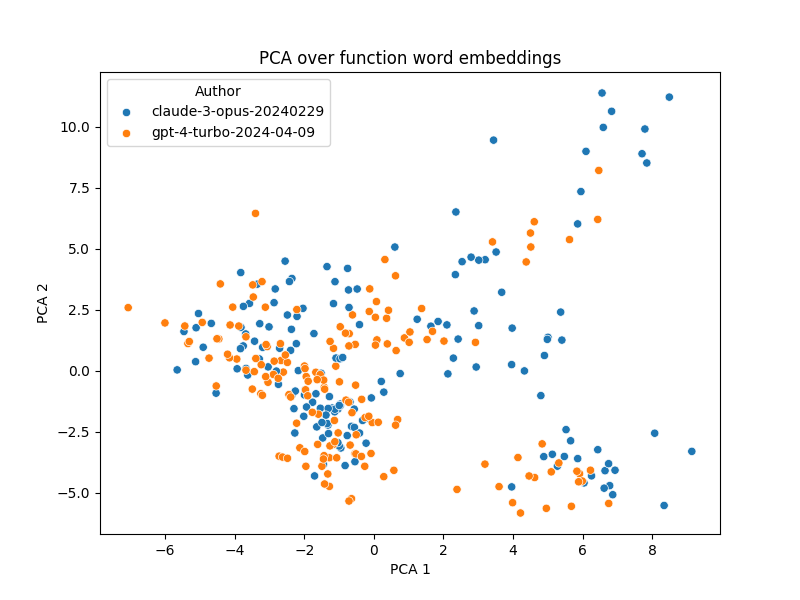 PCA over function word embeddings
Author
claude-3-opus-20240229
gpt-4-turbo-2024-04-09
10.0
7.5
5.0
2.5
0.0
−2.5
−5.0
PCA 2
−6
−4
−2
0
2
4
6
8
PCA 1